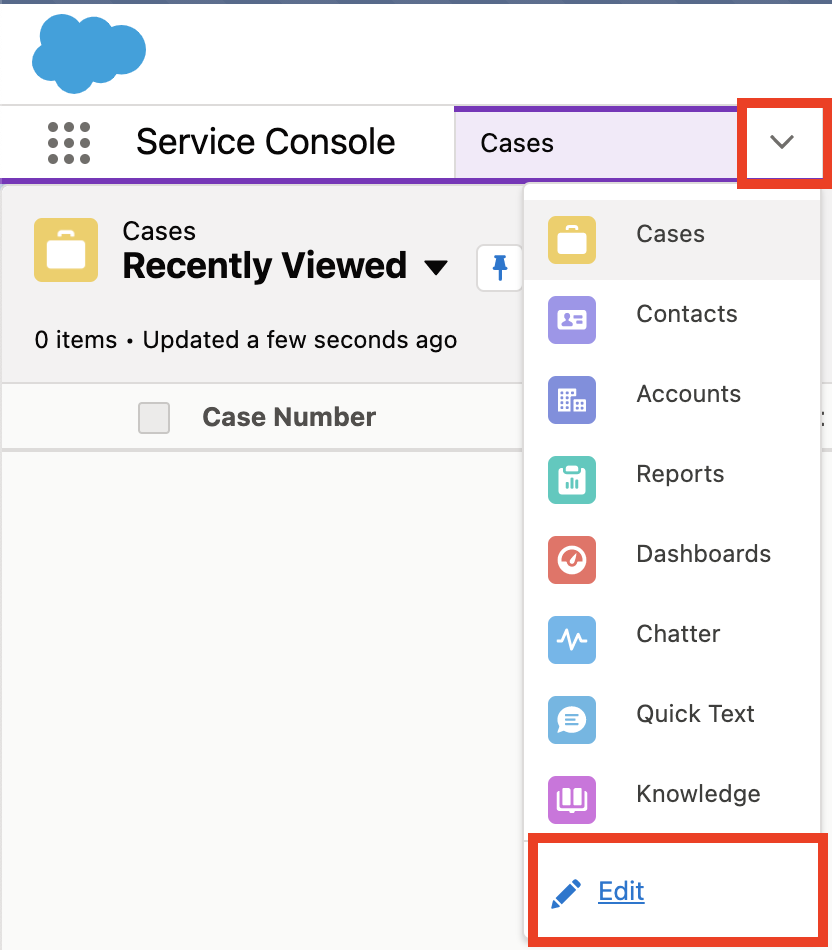 Service Console
Cases
Cases
Recently Viewed
0 items • Updated a few seconds ago
Case Number
Cases
Contacts
Accounts
Reports
Dashboards
Chatter
Quick Text
Knowledge
Edit